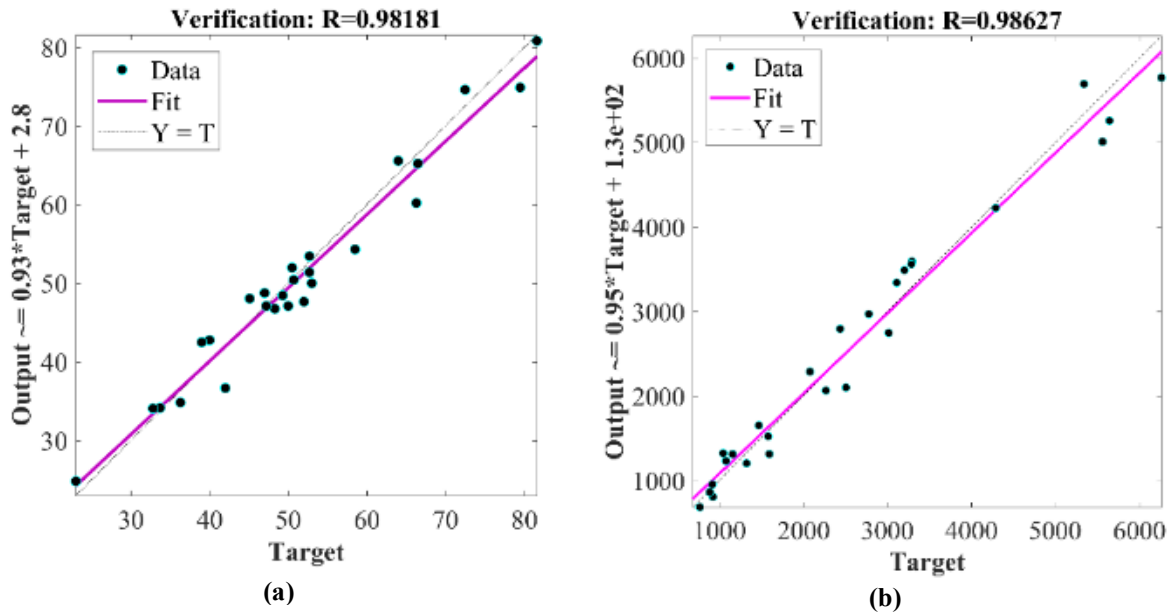 Verification: R=0.98181
Data
Fit
Y = T
Output ~= 0.93*Target + 2.8
80
70
60
50
40
30
30 40 50 60 70 80
Target
(a)
Verification: R=0.98627
Data
Fit
Y = T
Output ~= 0.95*Target + 1.3e+02
6000
5000
4000
3000
2000
1000
1000 2000 3000 4000 5000 6000
Target
(b)